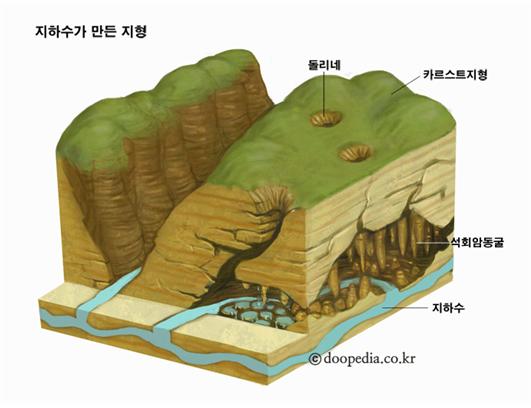 지하수가 만든 지형
돌리네
카르스트지형
석회암동굴
지하수
ⓒ doopedia.co.kr